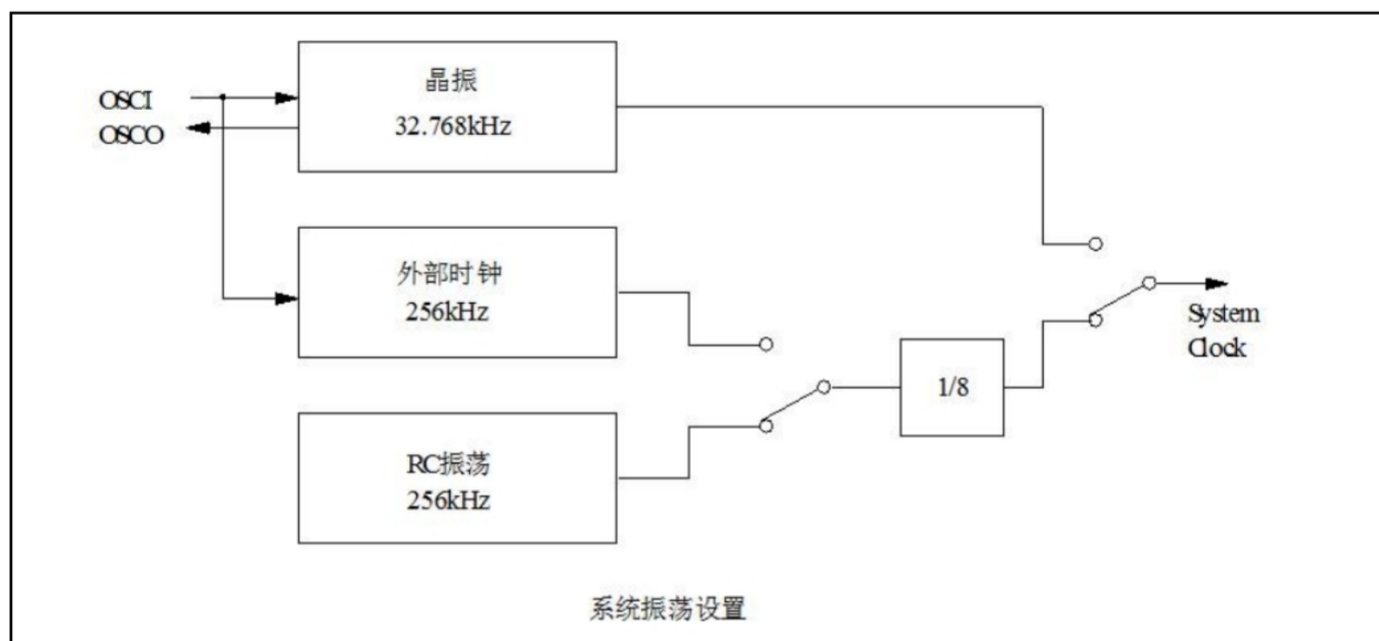 OSCI
OSCO
晶振
32.768kHz
外部时钟
256kHz
RC振荡
256kHz
1/8
System
Clock
系统振荡设置